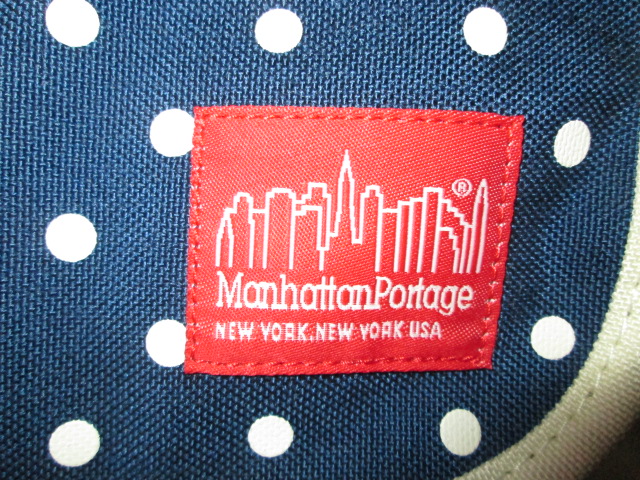 ®
ManhattanPortage
NEW YORK, NEW YORK USA